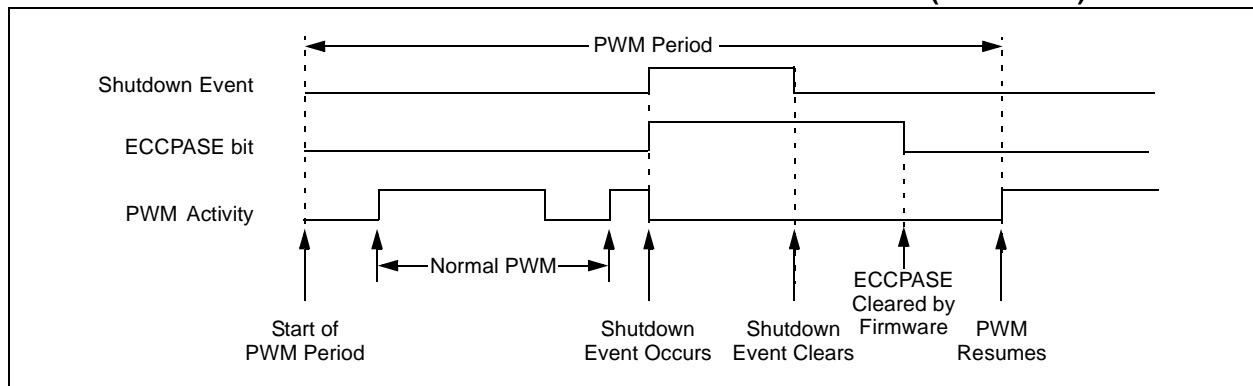 PWM Period
Shutdown Event
ECCPASE bit
PWM Activity
Normal PWM
Start of
PWM Period
Shutdown
Event Occurs
Shutdown
Event Clears
ECCPASE
Cleared by
Firmware
PWM
Resumes